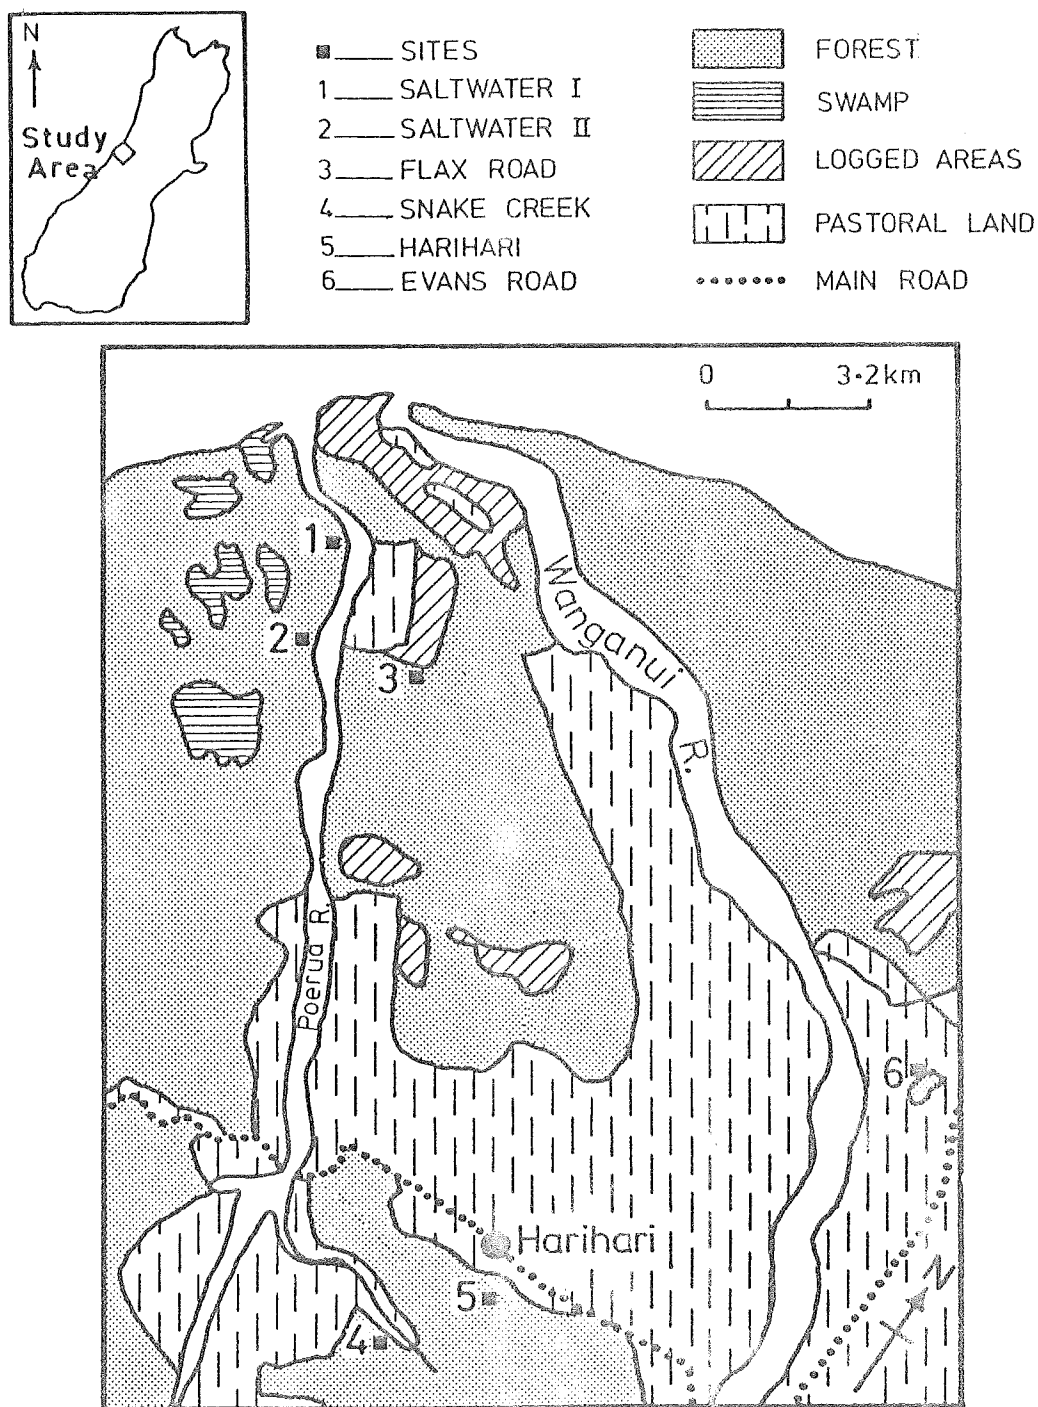 N
Study
Area
SITES
1 SALTWATER I
2 SALTWATER II
3 FLAX ROAD
4 SNAKE CREEK
5 HARIHARI
6 EVANS ROAD
FOREST
SWAMP
LOGGED AREAS
PASTORAL LAND
MAIN ROAD
0 3·2km
1
2
3
Wanganui R.
Poerua R
6
Harihari
N
5
4